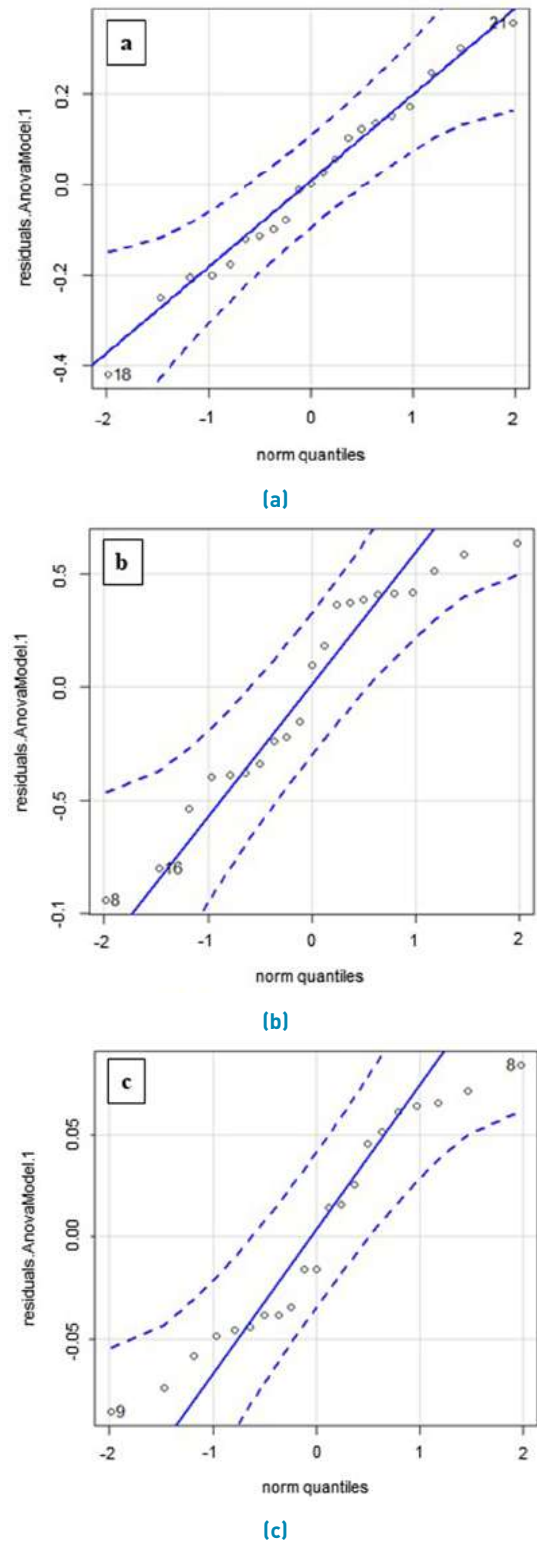 a
21
0.2
0.0
-0.2
-0.4
residuals.AnovaModel.1
18
-2
-1
0
1
2
norm quantiles
(a)
b
0.5
0.0
-0.5
-0.1
residuals.AnovaModel.1
16
8
-2
-1
0
1
2
norm quantiles
(b)
c
8
0.05
0.00
-0.05
residuals.AnovaModel.1
9
-2
-1
0
1
2
norm quantiles
(c)